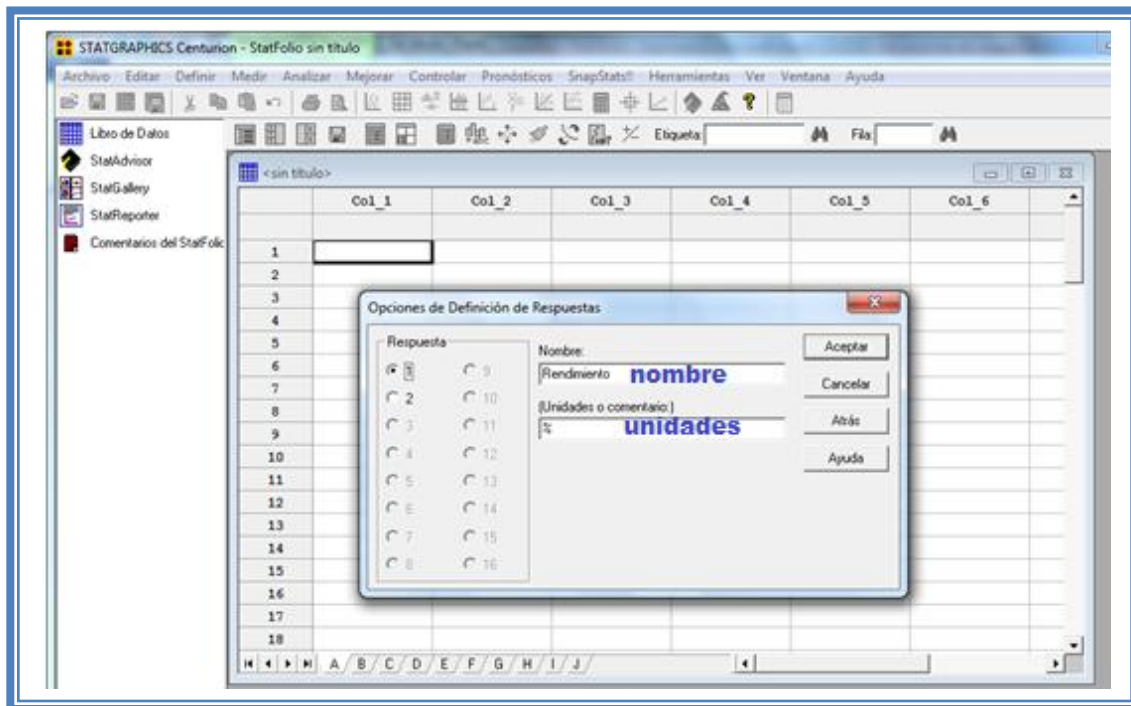 STATGRAPHICS Centurion - StatFolio sin título
Archivo Editar Definir Medir Analizar Mejorar Controlar Pronósticos SnapStats!! Herramientas Ver Ventana Ayuda
Etiqueta: Fila:
Libro de Datos
StatAdvisor
StatGallery
StatReporter
Comentarios del StatFolio
<sin título>
Col_1 Col_2 Col_3 Col_4 Col_5 Col_6
1
2
3
4
5
6
7
8
9
10
11
12
13
14
15
16
17
18
A B C D E F G H I J
Opciones de Definición de Respuestas
Respuesta
1 9
2 10
3 11
4 12
5 13
6 14
7 15
8 16
Nombre:
Rendimiento nombre
(Unidades o comentario:)
% unidades
Aceptar
Cancelar
Atrás
Ayuda